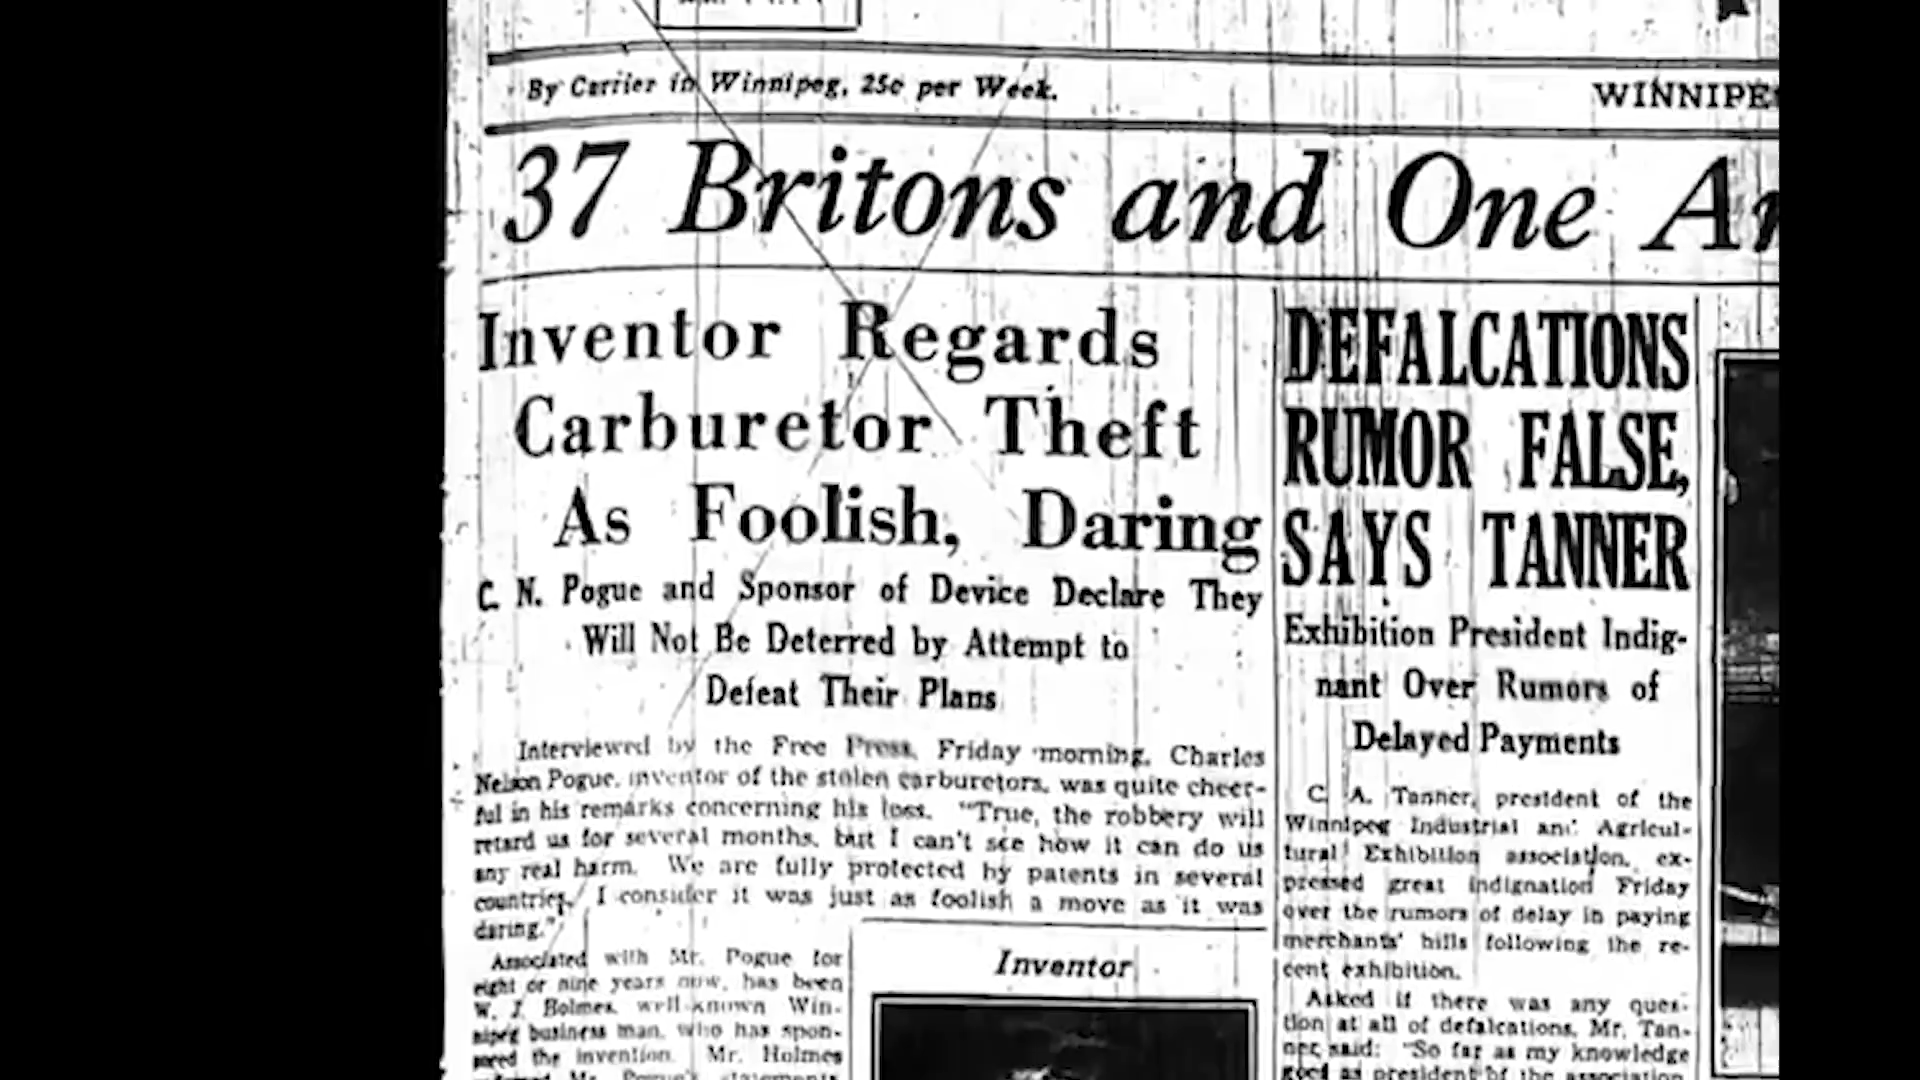 By Carrier in Winnipeg, 25c per Week.
WINNIPE
37 Britons and One
Inventor Regards
Carburetor Theft
As Foolish, Daring
C. N. Pogue and Sponsor of Device Declare They
Will Not Be Deterred by Attempt to
Defeat Their Plans
Interviewed by the Free Press, Friday morning, Charles
Nelson Pogue, inventor of the stolen carburetors, was quite cheer-
ful in his remarks concerning his loss. "True, the robbery will
retard us for several months, but I can't see how it can do us
any real harm. We are fully protected by patents in several
countries. I consider it was just as foolish a move as it was
daring."
Associated with Mr. Pogue for
eight or nine years now, has been
W. J. Holmes, well-known Win-
nipeg business man, who has spon-
sored the invention. Mr. Holmes
Mr. Pogue's statements
Inventor
DEFALCATIONS
RUMOR FALSE,
SAYS TANNER
Exhibition President Indig-
nant Over Rumors of
Delayed Payments
C. A. Tanner, president of the
Winnipeg Industrial and Agricul-
tural Exhibition association, ex-
pressed great indignation Friday
over the rumors of delay in paying
merchants' bills following the re-
cent exhibition.
Asked if there was any ques-
tion at all of defalcations, Mr. Tan-
ner said: "So far as my knowledge
goes as president of the association